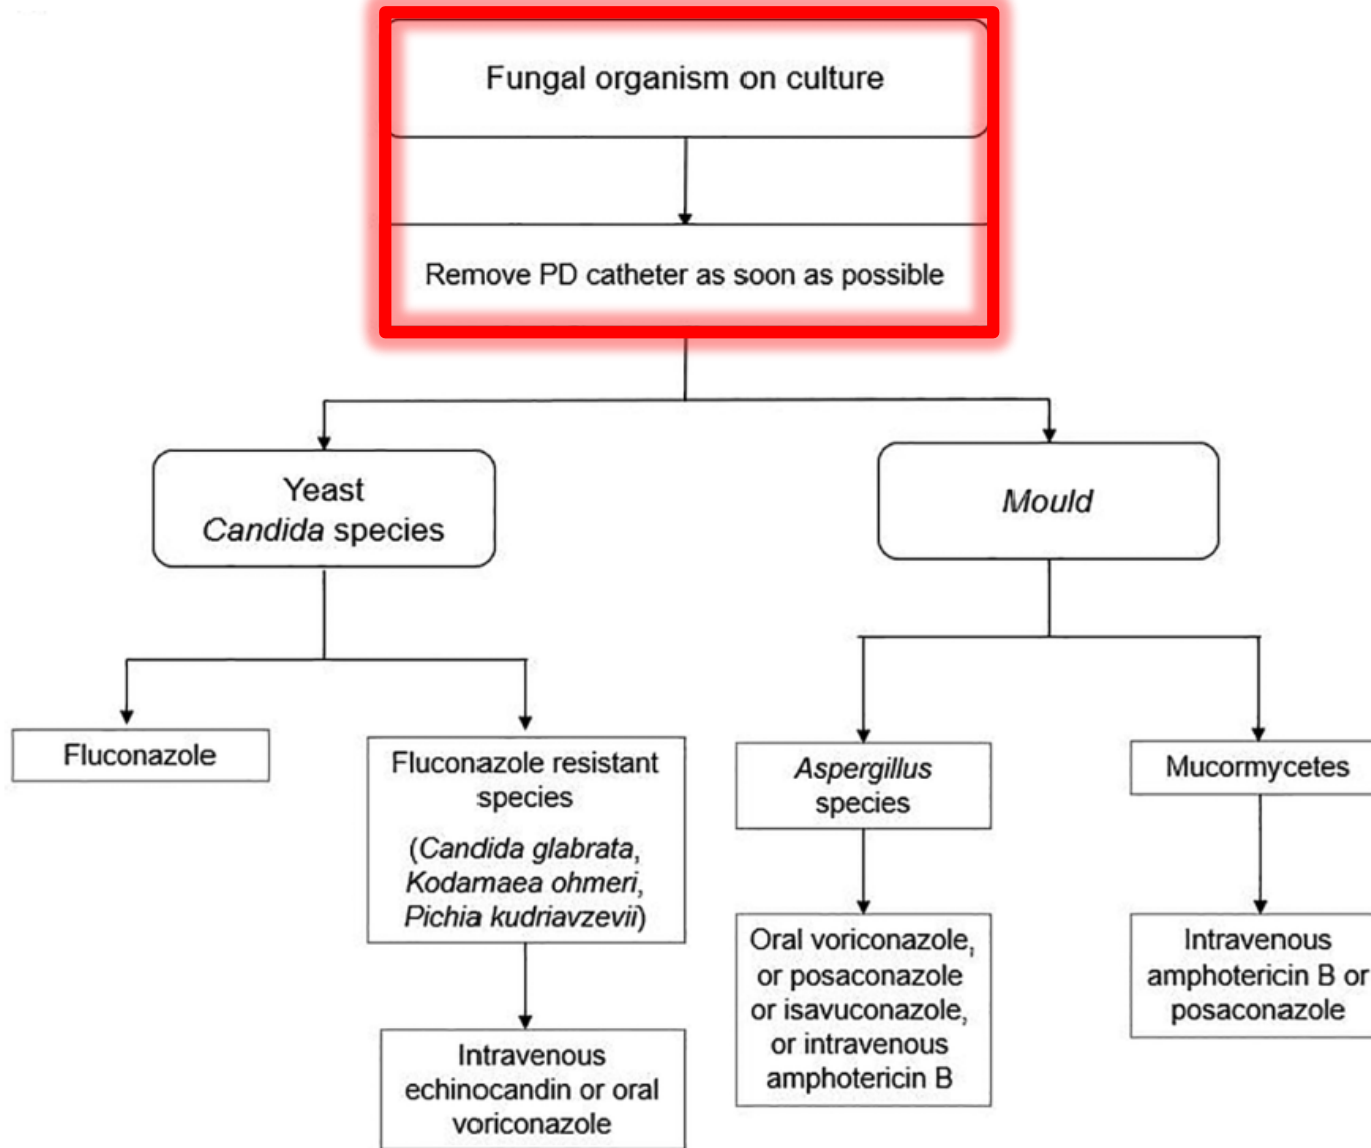 Fungal organism on culture
Remove PD catheter as soon as possible
Yeast
Candida species
Mould
Fluconazole
Fluconazole resistant
species
(Candida glabrata,
Kodamaea ohmeri,
Pichia kudriavzevii)
Intravenous
echinocandin or oral
voriconazole
Aspergillus
species
Oral voriconazole,
or posaconazole
or isavuconazole,
or intravenous
amphotericin B
Mucormycetes
Intravenous
amphotericin B or
posaconazole